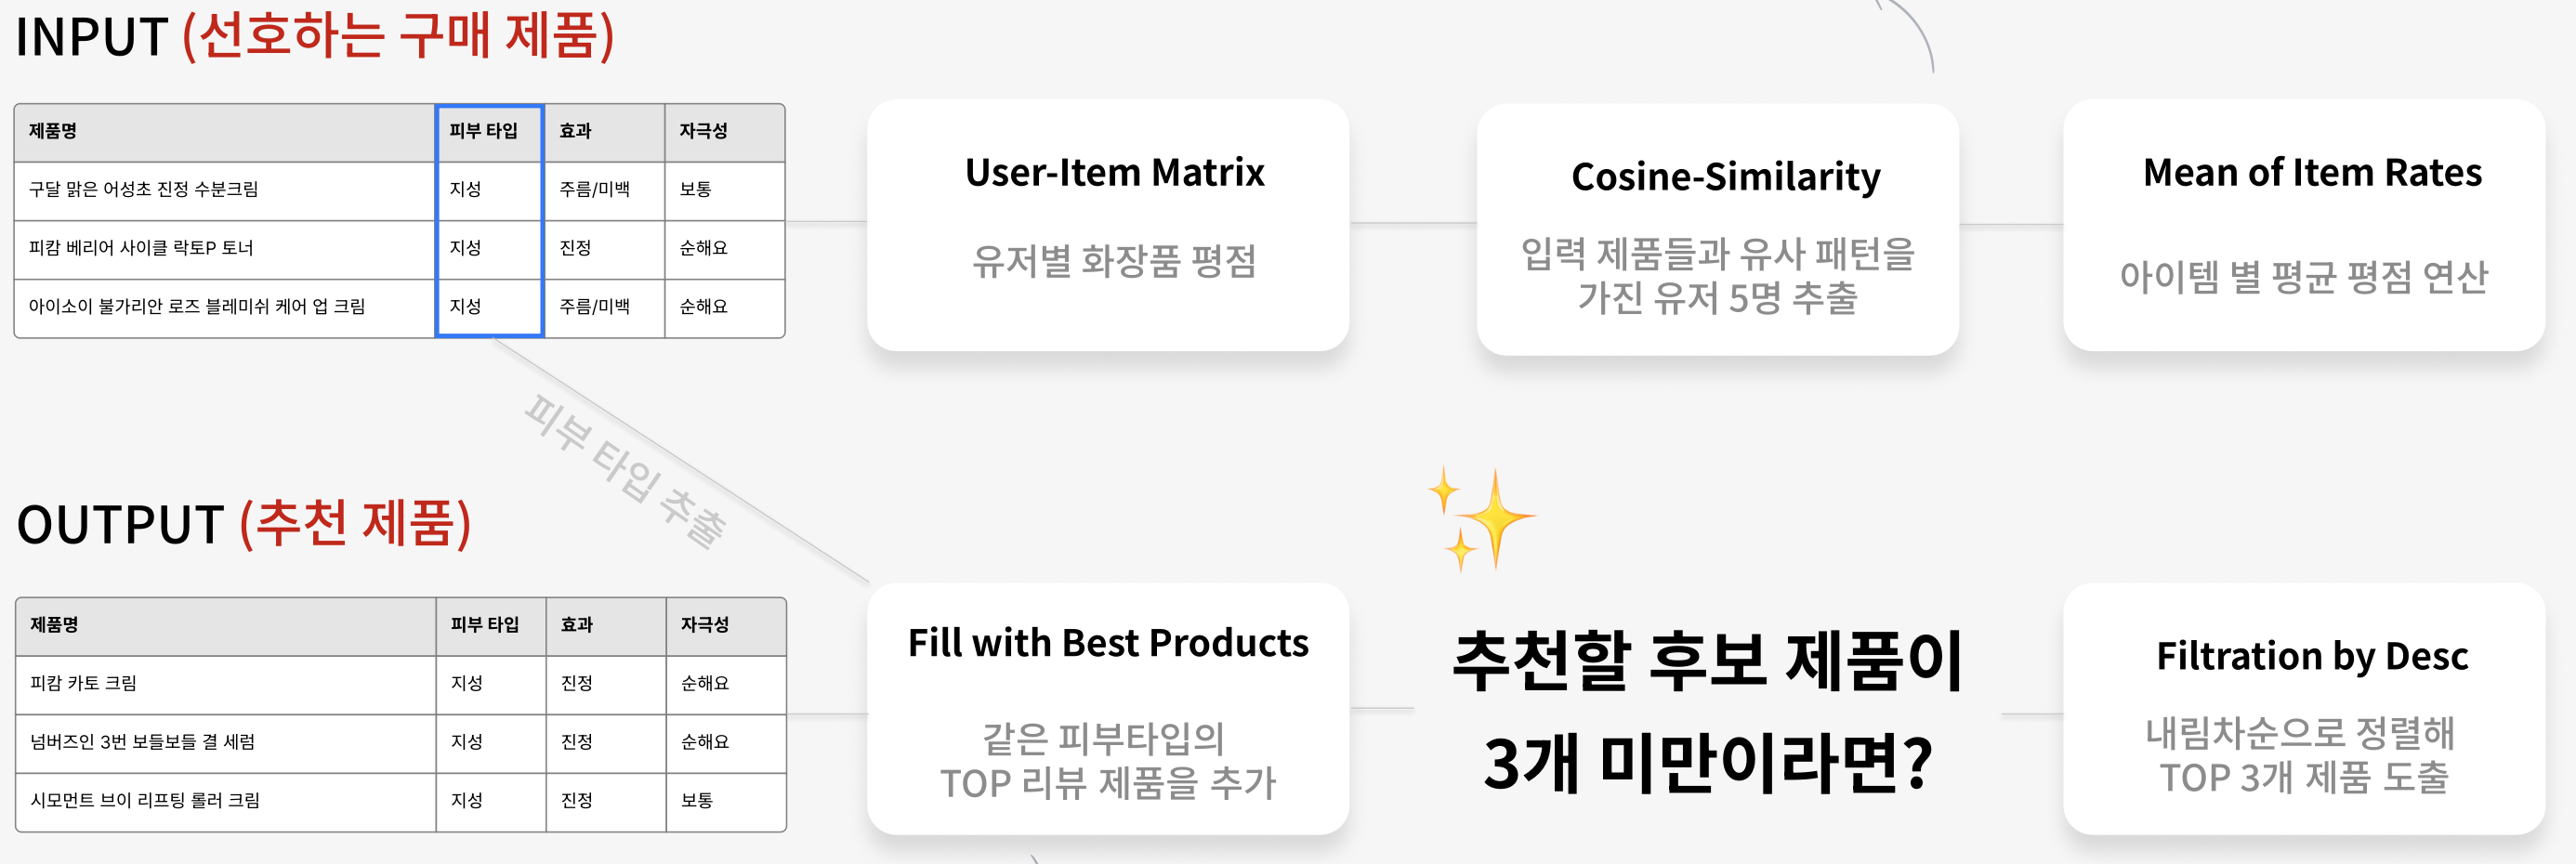 INPUT (선호하는 구매 제품)
제품명 피부 타입 효과 자극성
구달 맑은 어성초 진정 수분크림 지성 주름/미백 보통
피캄 베리어 사이클 락토P 토너 지성 진정 순해요
아이소이 불가리안 로즈 블레미쉬 케어 업 크림 지성 주름/미백 순해요
User-Item Matrix
유저별 화장품 평점
Cosine-Similarity
입력 제품들과 유사 패턴을
가진 유저 5명 추출
Mean of Item Rates
아이템 별 평균 평점 연산
피부 타입 추출
OUTPUT (추천 제품)
제품명 피부 타입 효과 자극성
피캄 카토 크림 지성 진정 순해요
넘버즈인 3번 보들보들 결 세럼 지성 진정 순해요
시모먼트 브이 리프팅 롤러 크림 지성 진정 보통
Fill with Best Products
같은 피부타입의
TOP 리뷰 제품을 추가
추천할 후보 제품이
3개 미만이라면?
Filtration by Desc
내림차순으로 정렬해
TOP 3개 제품 도출